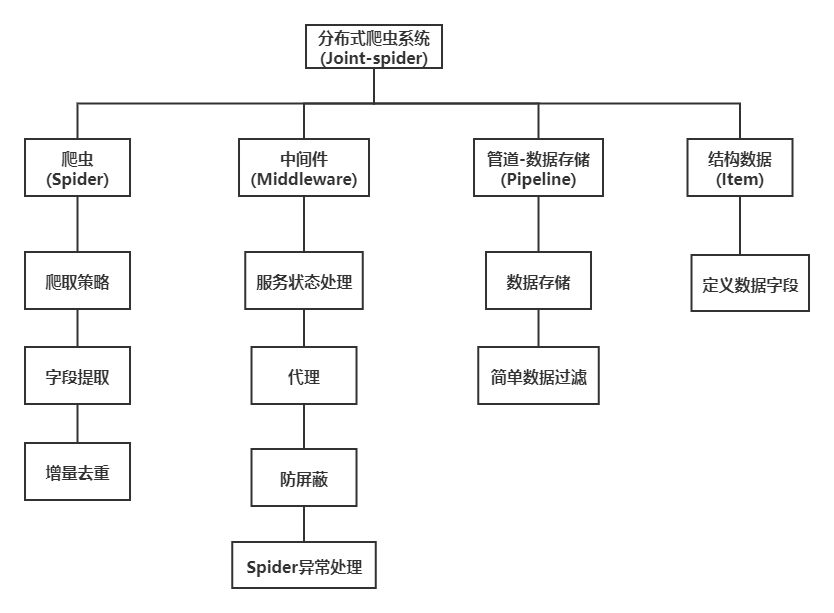 分布式爬虫系统
(Joint-spider)
爬虫
(Spider)
中间件
(Middleware)
管道-数据存储
(Pipeline)
结构数据
(Item)
爬取策略
服务状态处理
数据存储
定义数据字段
字段提取
代理
简单数据过滤
增量去重
防屏蔽
Spider异常处理